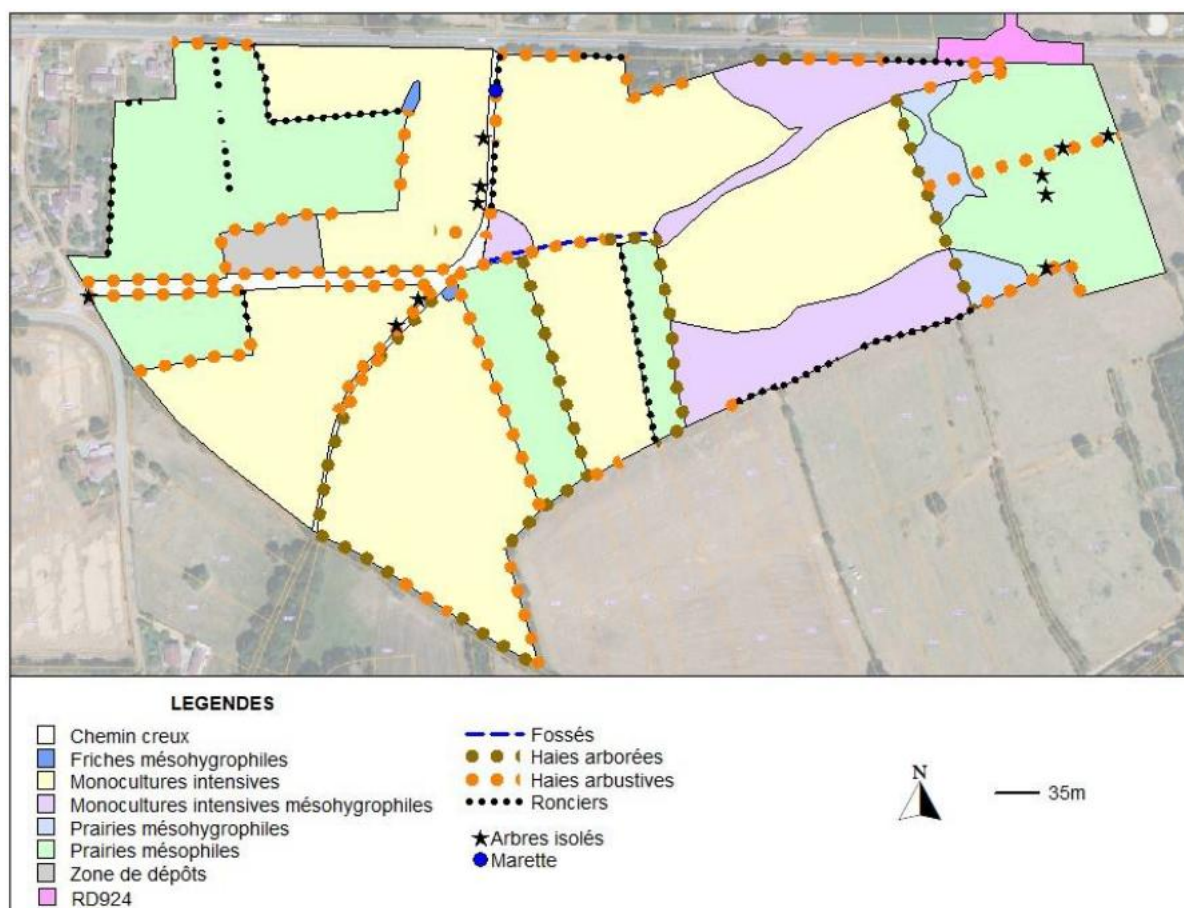 LEGENDES
Chemin creux
Friches mésohygrophiles
Monocultures intensives
Monocultures intensives mésohygrophiles
Prairies mésohygrophiles
Prairies mésophiles
Zone de dépôts
RD924
Fossés
Haies arborées
Haies arbustives
Ronciers
Arbres isolés
Marette
N
35m